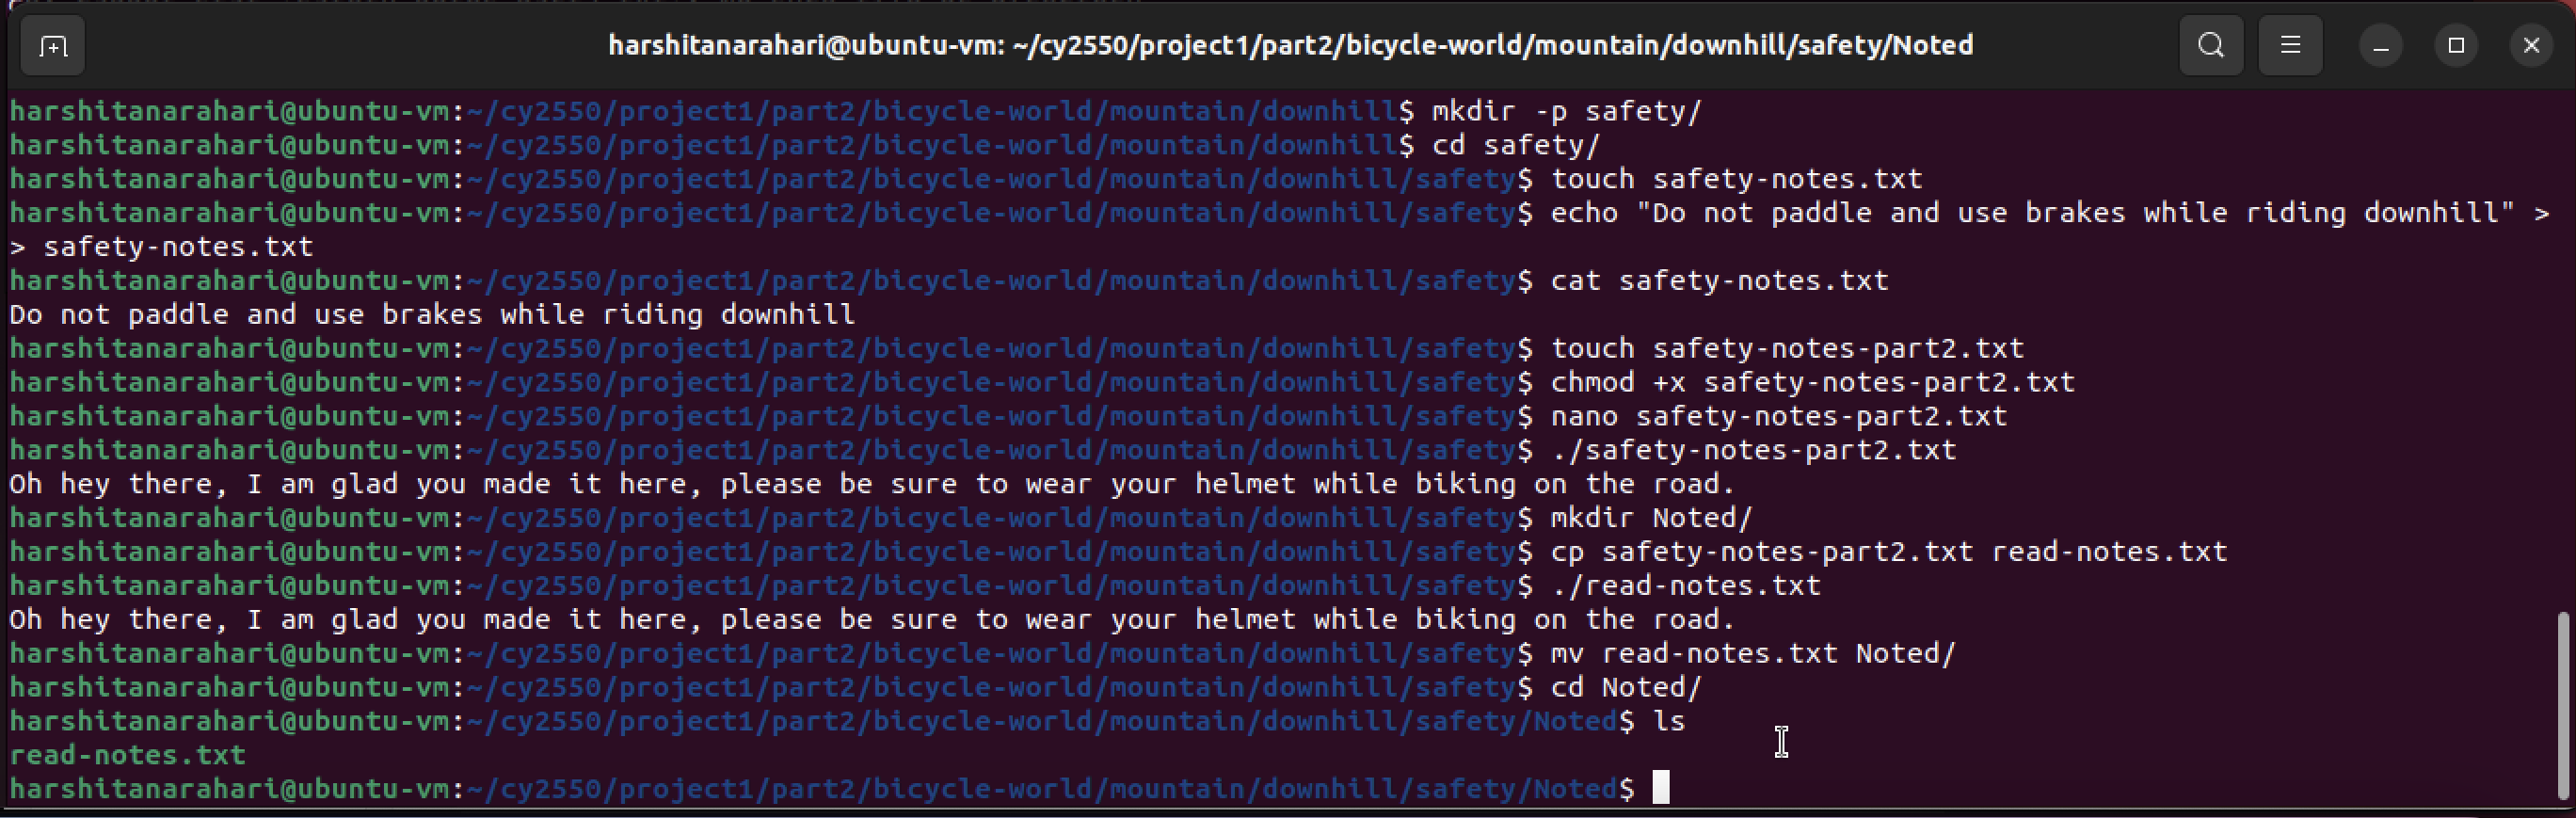 harshitanarahari@ubuntu-vm: ~/cy2550/project1/part2/bicycle-world/mountain/downhill/safety/Noted
harshitanarahari@ubuntu-vm:~/cy2550/project1/part2/bicycle-world/mountain/downhill$ mkdir -p safety/
harshitanarahari@ubuntu-vm:~/cy2550/project1/part2/bicycle-world/mountain/downhill$ cd safety/
harshitanarahari@ubuntu-vm:~/cy2550/project1/part2/bicycle-world/mountain/downhill/safety$ touch safety-notes.txt
harshitanarahari@ubuntu-vm:~/cy2550/project1/part2/bicycle-world/mountain/downhill/safety$ echo "Do not paddle and use brakes while riding downhill" >
> safety-notes.txt
harshitanarahari@ubuntu-vm:~/cy2550/project1/part2/bicycle-world/mountain/downhill/safety$ cat safety-notes.txt
Do not paddle and use brakes while riding downhill
harshitanarahari@ubuntu-vm:~/cy2550/project1/part2/bicycle-world/mountain/downhill/safety$ touch safety-notes-part2.txt
harshitanarahari@ubuntu-vm:~/cy2550/project1/part2/bicycle-world/mountain/downhill/safety$ chmod +x safety-notes-part2.txt
harshitanarahari@ubuntu-vm:~/cy2550/project1/part2/bicycle-world/mountain/downhill/safety$ nano safety-notes-part2.txt
harshitanarahari@ubuntu-vm:~/cy2550/project1/part2/bicycle-world/mountain/downhill/safety$ ./safety-notes-part2.txt
Oh hey there, I am glad you made it here, please be sure to wear your helmet while biking on the road.
harshitanarahari@ubuntu-vm:~/cy2550/project1/part2/bicycle-world/mountain/downhill/safety$ mkdir Noted/
harshitanarahari@ubuntu-vm:~/cy2550/project1/part2/bicycle-world/mountain/downhill/safety$ cp safety-notes-part2.txt read-notes.txt
harshitanarahari@ubuntu-vm:~/cy2550/project1/part2/bicycle-world/mountain/downhill/safety$ ./read-notes.txt
Oh hey there, I am glad you made it here, please be sure to wear your helmet while biking on the road.
harshitanarahari@ubuntu-vm:~/cy2550/project1/part2/bicycle-world/mountain/downhill/safety$ mv read-notes.txt Noted/
harshitanarahari@ubuntu-vm:~/cy2550/project1/part2/bicycle-world/mountain/downhill/safety$ cd Noted/
harshitanarahari@ubuntu-vm:~/cy2550/project1/part2/bicycle-world/mountain/downhill/safety/Noted$ ls
read-notes.txt
harshitanarahari@ubuntu-vm:~/cy2550/project1/part2/bicycle-world/mountain/downhill/safety/Noted$